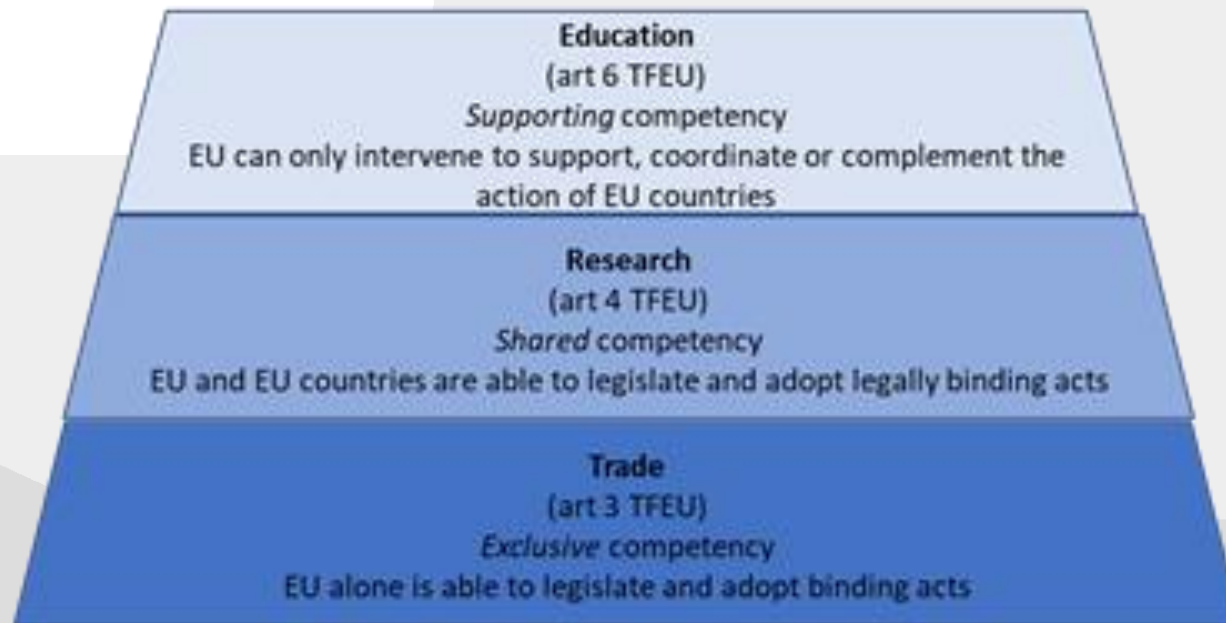 Education
(art 6 TFEU)
Supporting competency
EU can only intervene to support, coordinate or complement the
action of EU countries
Research
(art 4 TFEU)
Shared competency
EU and EU countries are able to legislate and adopt legally binding acts
Trade
(art 3 TFEU)
Exclusive competency
EU alone is able to legislate and adopt binding acts